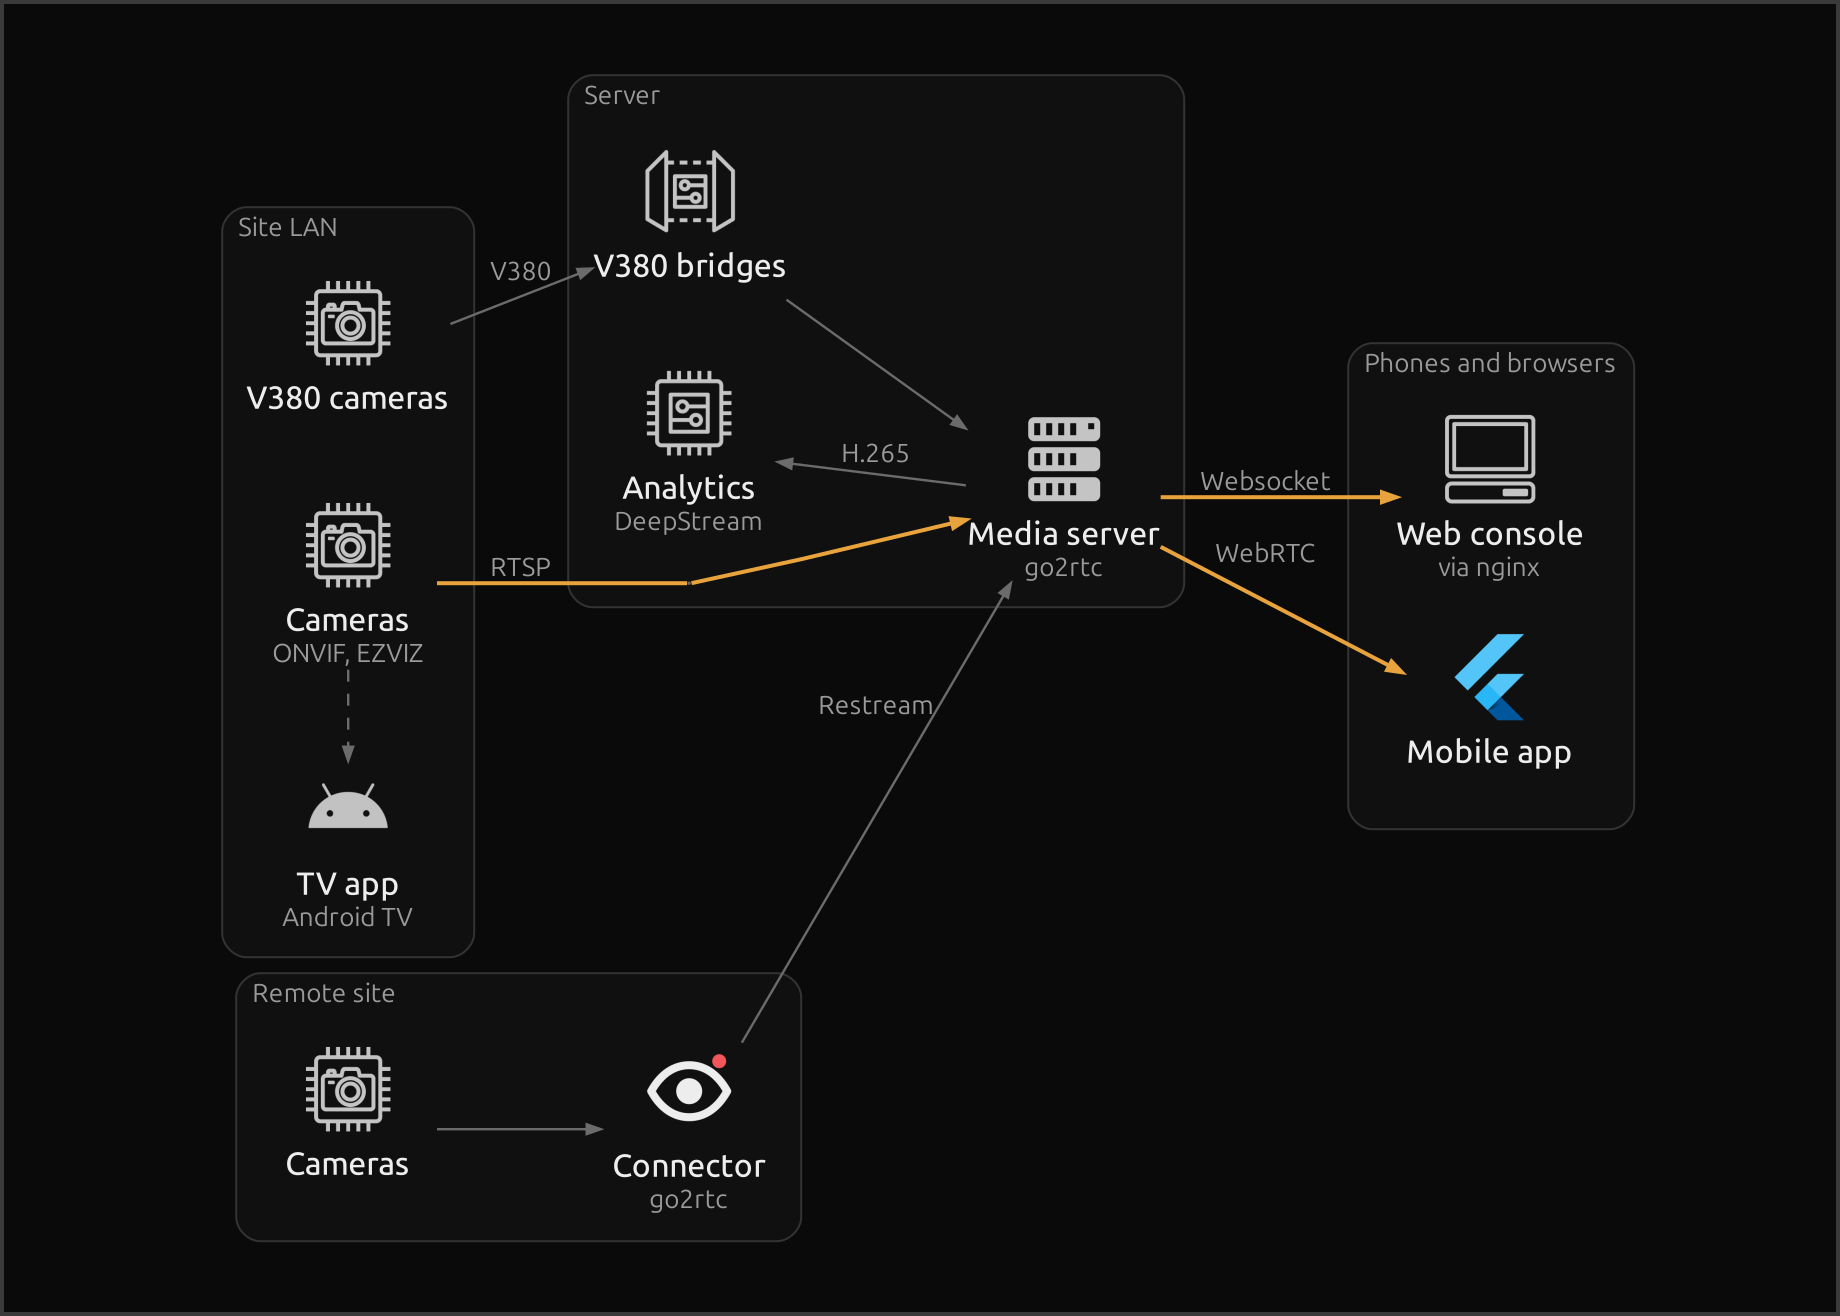 Server
V380 bridges
Site LAN
V380
V380 cameras
Analytics
DeepStream
H.265
Media server
go2rtc
RTSP
Cameras
ONVIF, EZVIZ
TV app
Android TV
Restream
Phones and browsers
Websocket
Web console
via nginx
WebRTC
Mobile app
Remote site
Cameras
Connector
go2rtc